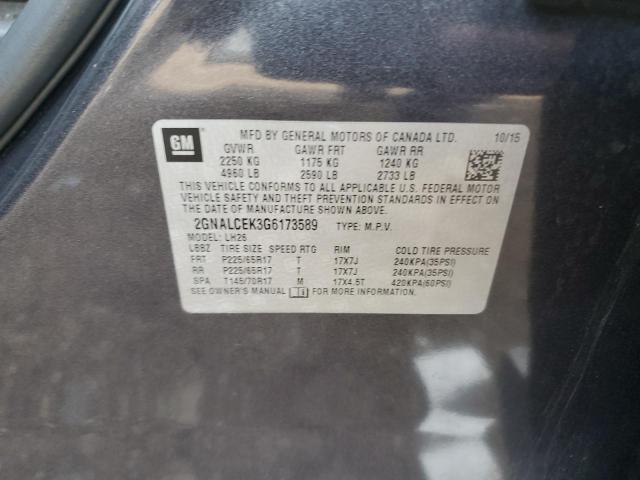 GM
MFD BY GENERAL MOTORS OF CANADA LTD. 10/15
GVWR GAWR FRT GAWR RR
2250 KG 1175 KG 1240 KG
4960 LB 2590 LB 2733 LB
THIS VEHICLE CONFORMS TO ALL APPLICABLE U.S. FEDERAL MOTOR
VEHICLE SAFETY AND THEFT PREVENTION STANDARDS IN EFFECT ON
THE DATE OF MANUFACTURE SHOWN ABOVE.
2GNALCEK3G6173589 TYPE: M.P.V.
MODEL: LH26
LBBZ TIRE SIZE SPEED RTG RIM COLD TIRE PRESSURE
FRT P225/65R17 T 17X7J 240KPA(35PSI)
RR P225/65R17 T 17X7J 240KPA(35PSI)
SPA T145/70R17 M 17X4.5T 420KPA(60PSI)
SEE OWNER'S MANUAL FOR MORE INFORMATION.